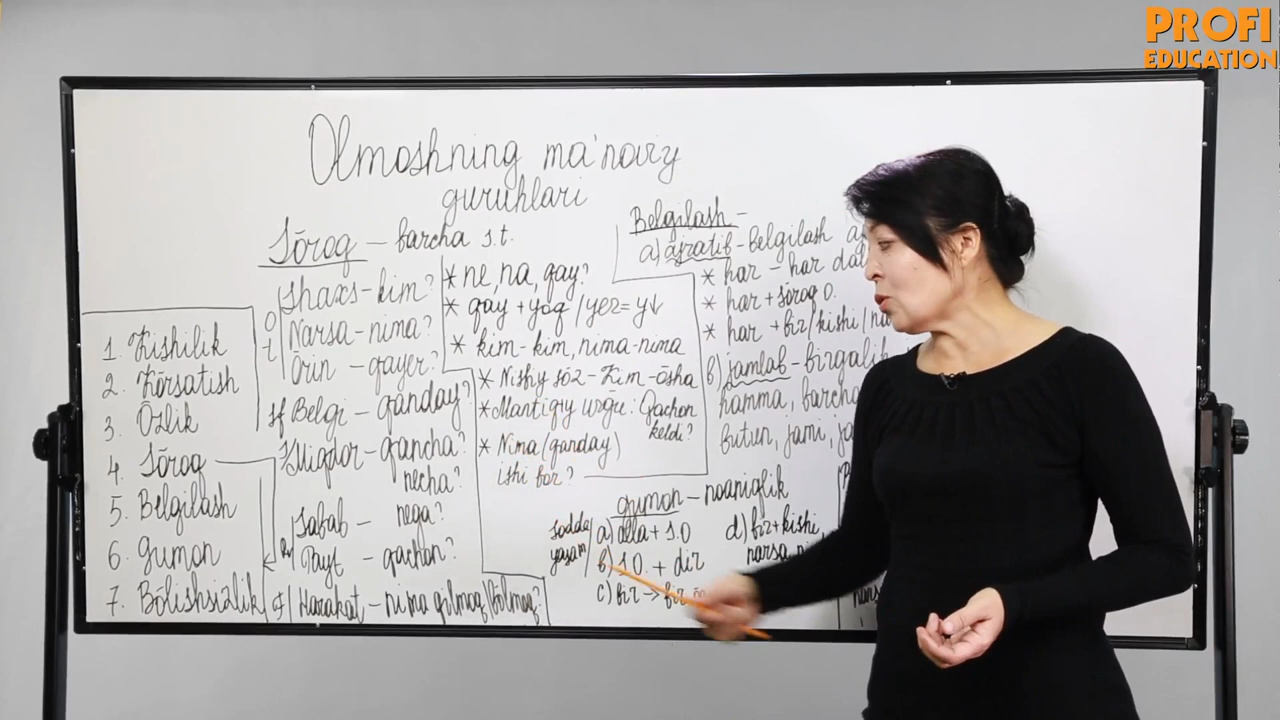 PROFI
EDUCATION
Olmoshning ma'naviy
guruhlari
1. Kishilik
2. Kōrsatish
3. Ōzlik
4. Sōroq
5. Belgilash
6. Gumon
7. Bōlishsizlik
Sōroq – barcha s.t.
Shaxs-kim?
Narsa-nima?
Ōrin – qayer?
sf Belgi – qanday?
Miqdor-qancha?
necha?
Sabab – nega?
Payt – qachon?
Harakat, – nima qilmoq/bōlmoq?
* ne, na, qay?
* qay + yoq /yer = y↓
* kim-kim, nima-nima
* Nisbiy sōz – Kim-ōsha
* Mantiqiy urgu: Qachon
keldi?
* Nima (qanday)
ishi bor?
Belgilash –
a) ajratib-belgilash
* har – har
* har + sōroq o.
* har + bir/kishi/
b) jamlab-birgalik
hamma, barcha
butun, jami,
gumon – noaniqlik
sodda
yasam
a) alla + s.o
b) s.o. + dir
c) bir → bir
d) bir+kishi
narsa